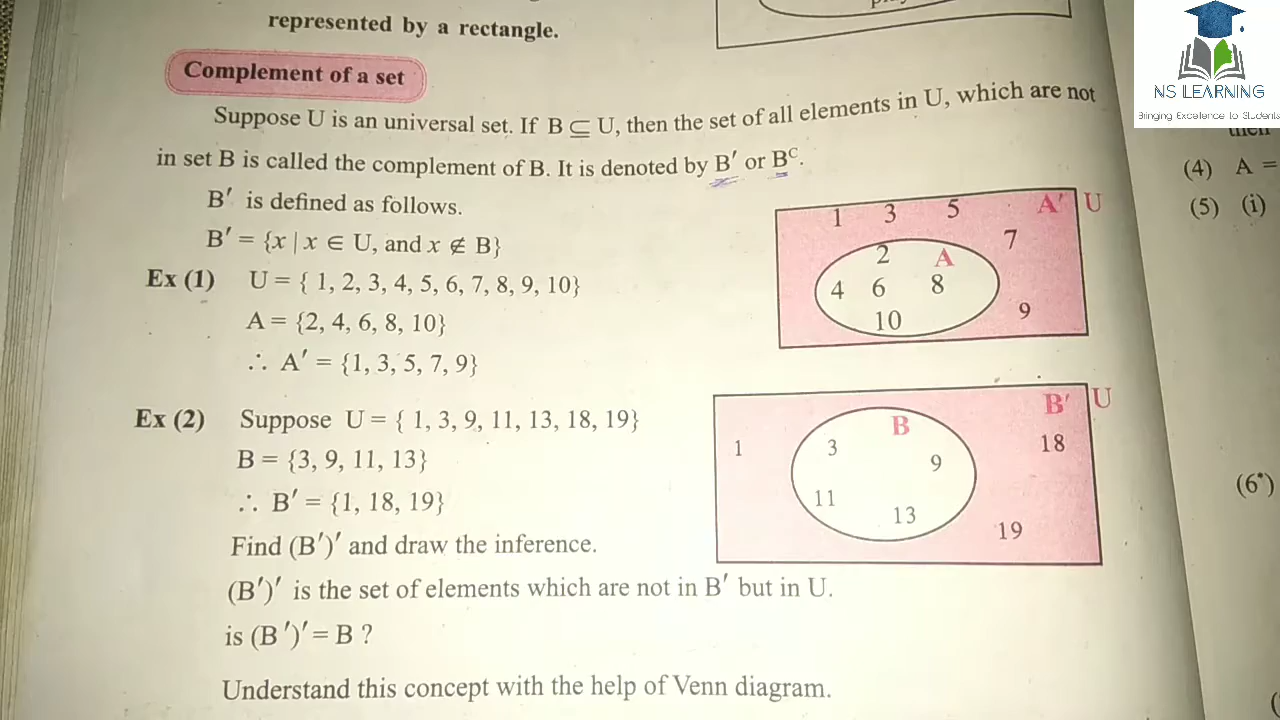 represented by a rectangle.
NS LEARNING
Bringing Excellence to Students
Complement of a set
Suppose U is an universal set. If B ⊆ U, then the set of all elements in U, which are not
in set B is called the complement of B. It is denoted by B′ or Bᶜ.
B′ is defined as follows.
B′ = {x | x ∈ U, and x ∉ B}
Ex (1) U = { 1, 2, 3, 4, 5, 6, 7, 8, 9, 10}
A = {2, 4, 6, 8, 10}
∴ A′ = {1, 3, 5, 7, 9}
1 3 5 A′ U
7
2 A
4 6 8
10 9
Ex (2) Suppose U = { 1, 3, 9, 11, 13, 18, 19}
B = {3, 9, 11, 13}
∴ B′ = {1, 18, 19}
Find (B′)′ and draw the inference.
(B′)′ is the set of elements which are not in B′ but in U.
is (B′)′ = B ?
Understand this concept with the help of Venn diagram.
B B′ U
1 3 9 18
11 13 19
(4) A =
(5) (i)
(6*)